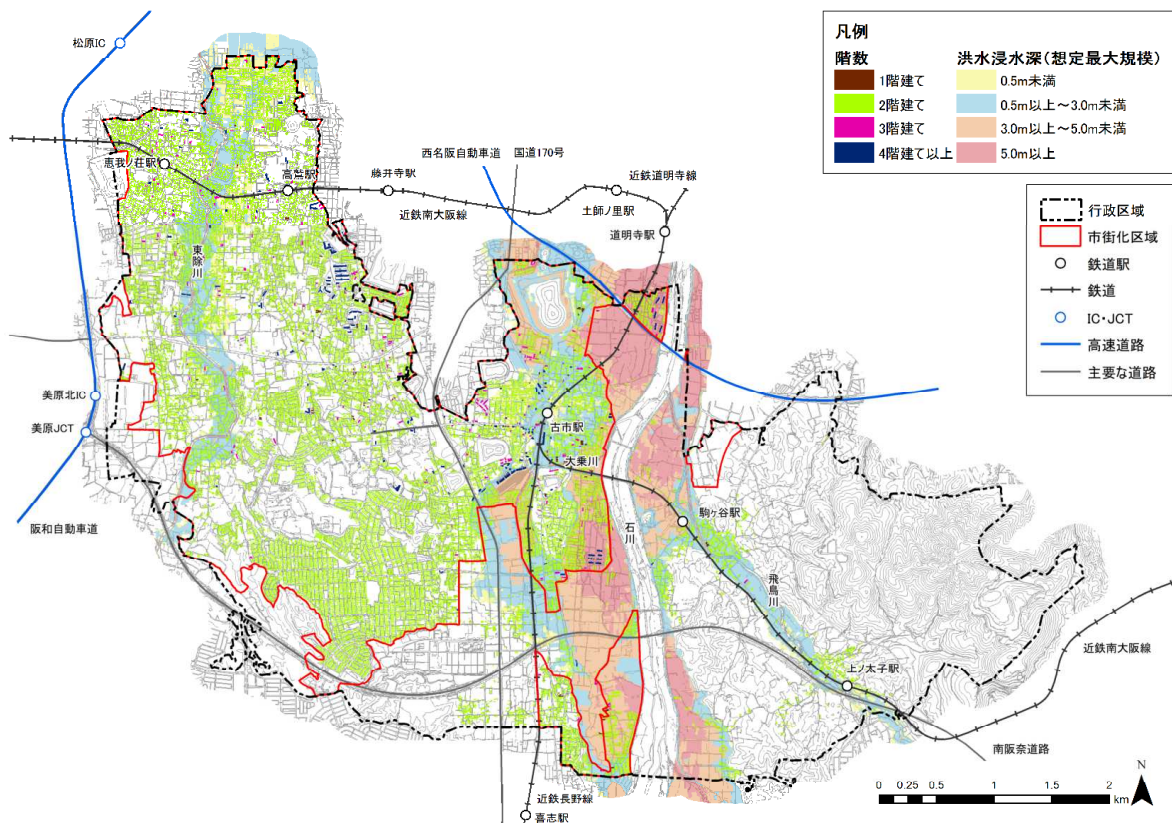 凡例
階数
洪水浸水深(想定最大規模)
1階建て
0.5m未満
2階建て
0.5m以上~3.0m未満
3階建て
3.0m以上~5.0m未満
4階建て以上
5.0m以上
行政区域
市街化区域
鉄道駅
鉄道
IC・JCT
高速道路
主要な道路
松原IC
恵我ノ荘駅
高鷲駅
藤井寺駅
近鉄南大阪線
西名阪自動車道
国道170号
近鉄道明寺線
土師ノ里駅
道明寺駅
東除川
美原北IC
美原JCT
阪和自動車道
古市駅
大乗川
石川
駒ヶ谷駅
飛鳥川
上ノ太子駅
近鉄南大阪線
南阪奈道路
近鉄長野線
喜志駅
N
0 0.25 0.5 1 1.5 2
km